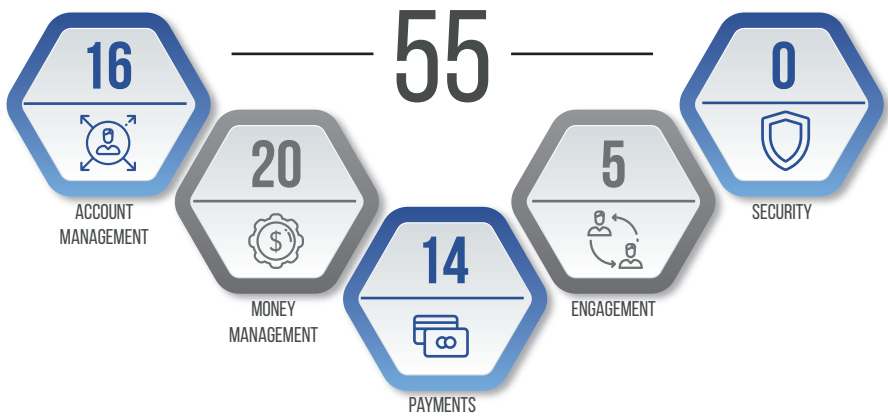 55
16
ACCOUNT
MANAGEMENT
20
$
MONEY
MANAGEMENT
14
PAYMENTS
5
ENGAGEMENT
0
SECURITY